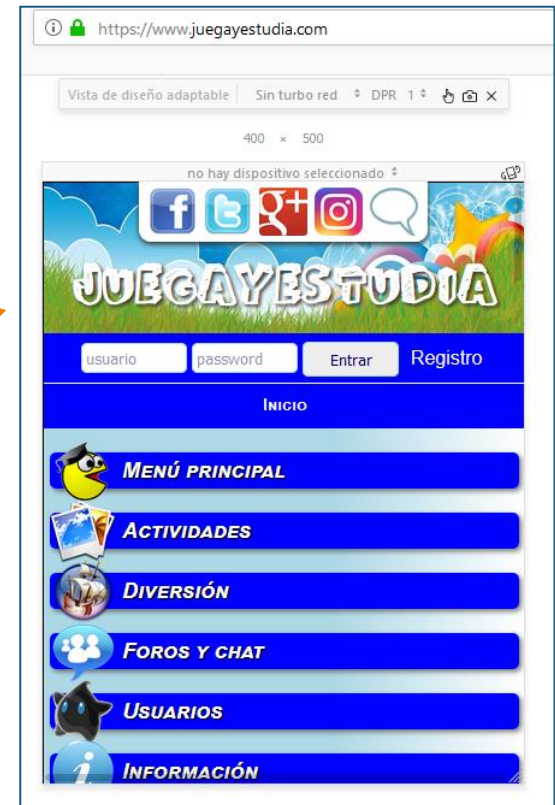 https://www.juegayestudia.com
Vista de diseño adaptable Sin turbo red DPR 1
400 × 500
no hay dispositivo seleccionado
JUEGAYESTUDIA
usuario password Entrar Registro
Inicio
Menú principal
Actividades
Diversión
Foros y chat
Usuarios
Información